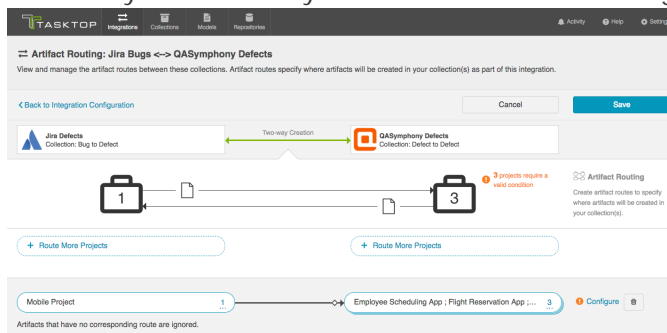 TASKTOP
Integrations
Collections
Models
Repositories
Activity
Help
Settings
Artifact Routing: Jira Bugs <--> QASymphony Defects
View and manage the artifact routes between these collections. Artifact routes specify where artifacts will be created in your collection(s) as part of this integration.
Back to Integration Configuration
Cancel
Save
Jira Defects
Collection: Bug to Defect
Two-way Creation
QASymphony Defects
Collection: Defect to Defect
1
3
3 projects require a
valid condition.
Artifact Routing
Create artifact routes to specify
where artifacts will be created in
your collection(s).
+ Route More Projects
+ Route More Projects
Mobile Project
1
Employee Scheduling App ; Flight Reservation App ;...
3
Configure
Artifacts that have no corresponding route are ignored.